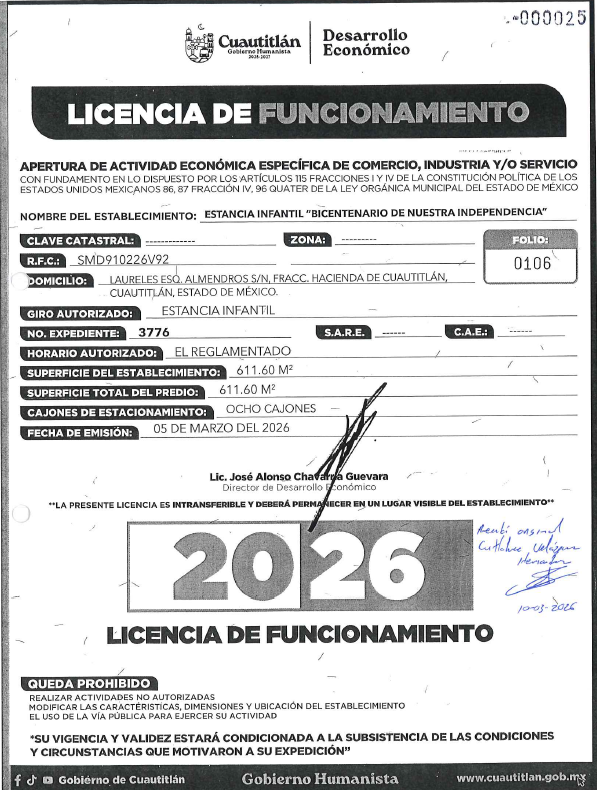 -Nº000025
Cuautitlán
Gobierno Humanista
2025-2027
Desarrollo
Económico
LICENCIA DE FUNCIONAMIENTO
APERTURA DE ACTIVIDAD ECONÓMICA ESPECÍFICA DE COMERCIO, INDUSTRIA Y/O SERVICIO
CON FUNDAMENTO EN LO DISPUESTO POR LOS ARTÍCULOS 115 FRACCIONES I Y IV DE LA CONSTITUCIÓN POLÍTICA DE LOS
ESTADOS UNIDOS MEXICANOS 86, 87 FRACCIÓN IV, 96 QUATER DE LA LEY ORGÁNICA MUNICIPAL DEL ESTADO DE MÉXICO
NOMBRE DEL ESTABLECIMIENTO: ESTANCIA INFANTIL "BICENTENARIO DE NUESTRA INDEPENDENCIA"
CLAVE CATASTRAL: ------------- ZONA: ---------
FOLIO:
0106
R.F.C.: SMD910226V92
DOMICILIO: LAURELES ESQ. ALMENDROS S/N, FRACC. HACIENDA DE CUAUTITLÁN,
CUAUTITLÁN, ESTADO DE MÉXICO.
GIRO AUTORIZADO: ESTANCIA INFANTIL
NO. EXPEDIENTE: 3776 S.A.R.E.: ------ C.A.E.: ------
HORARIO AUTORIZADO: EL REGLAMENTADO
SUPERFICIE DEL ESTABLECIMIENTO: 611.60 M²
SUPERFICIE TOTAL DEL PREDIO: 611.60 M²
CAJONES DE ESTACIONAMIENTO: OCHO CAJONES
FECHA DE EMISIÓN: 05 DE MARZO DEL 2026
Lic. José Alonso Chavarría Guevara
Director de Desarrollo Económico
**LA PRESENTE LICENCIA ES INTRANSFERIBLE Y DEBERÁ PERMANECER EN UN LUGAR VISIBLE DEL ESTABLECIMIENTO**
2026
Recibí original
Velázquez
10-03-2026
LICENCIA DE FUNCIONAMIENTO
QUEDA PROHIBIDO
REALIZAR ACTIVIDADES NO AUTORIZADAS
MODIFICAR LAS CARACTERÍSTICAS, DIMENSIONES Y UBICACIÓN DEL ESTABLECIMIENTO
EL USO DE LA VÍA PÚBLICA PARA EJERCER SU ACTIVIDAD
"SU VIGENCIA Y VALIDEZ ESTARÁ CONDICIONADA A LA SUBSISTENCIA DE LAS CONDICIONES
Y CIRCUNSTANCIAS QUE MOTIVARON A SU EXPEDICIÓN"
Gobierno de Cuautitlán
Gobierno Humanista
www.cuautitlan.gob.mx